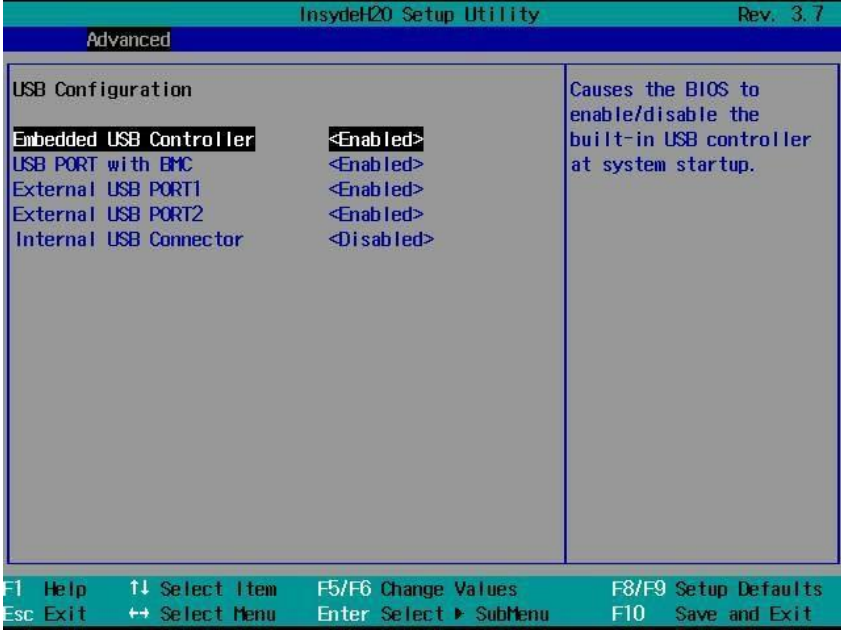 InsydeH20 Setup Utility Rev. 3.7
Advanced
USB Configuration
Embedded USB Controller <Enabled>
USB PORT with BMC <Enabled>
External USB PORT1 <Enabled>
External USB PORT2 <Enabled>
Internal USB Connector <Disabled>
Causes the BIOS to
enable/disable the
built-in USB controller
at system startup.
F1 Help ↑↓ Select Item F5/F6 Change Values F8/F9 Setup Defaults
Esc Exit ↔ Select Menu Enter Select ▶ SubMenu F10 Save and Exit